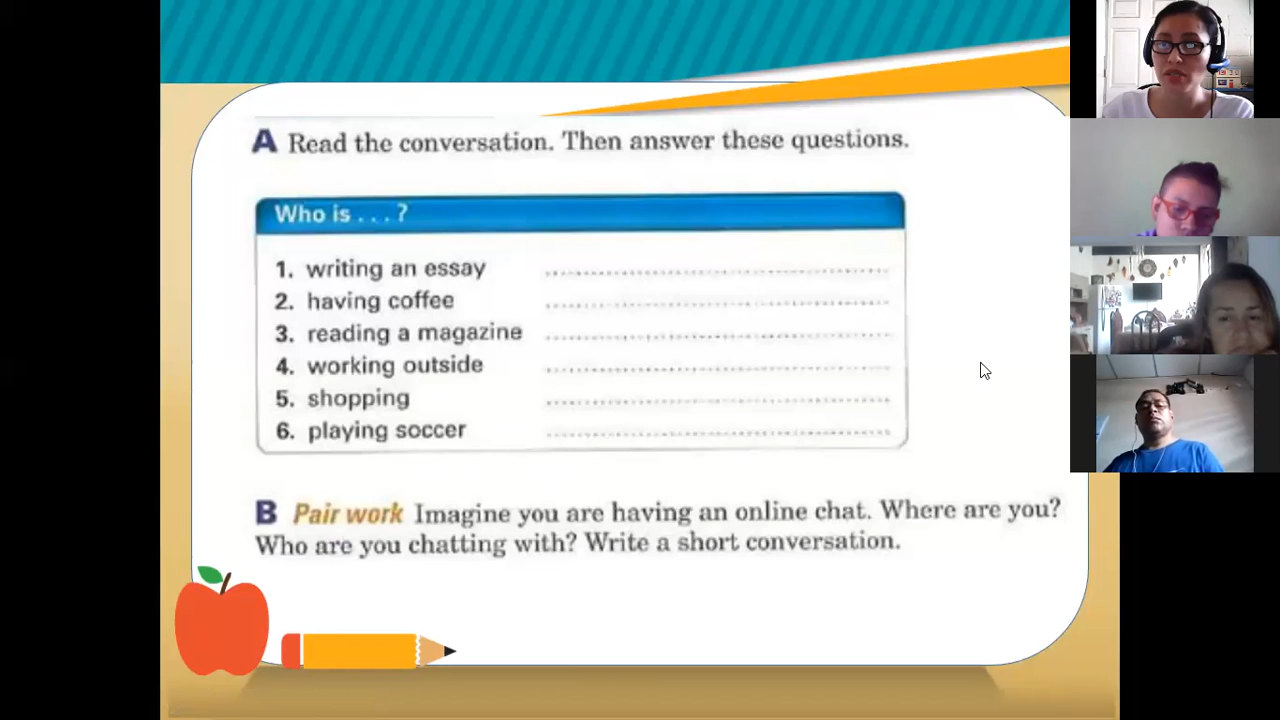 A Read the conversation. Then answer these questions.
Who is . . . ?
1. writing an essay
2. having coffee
3. reading a magazine
4. working outside
5. shopping
6. playing soccer
B Pair work Imagine you are having an online chat. Where are you?
Who are you chatting with? Write a short conversation.